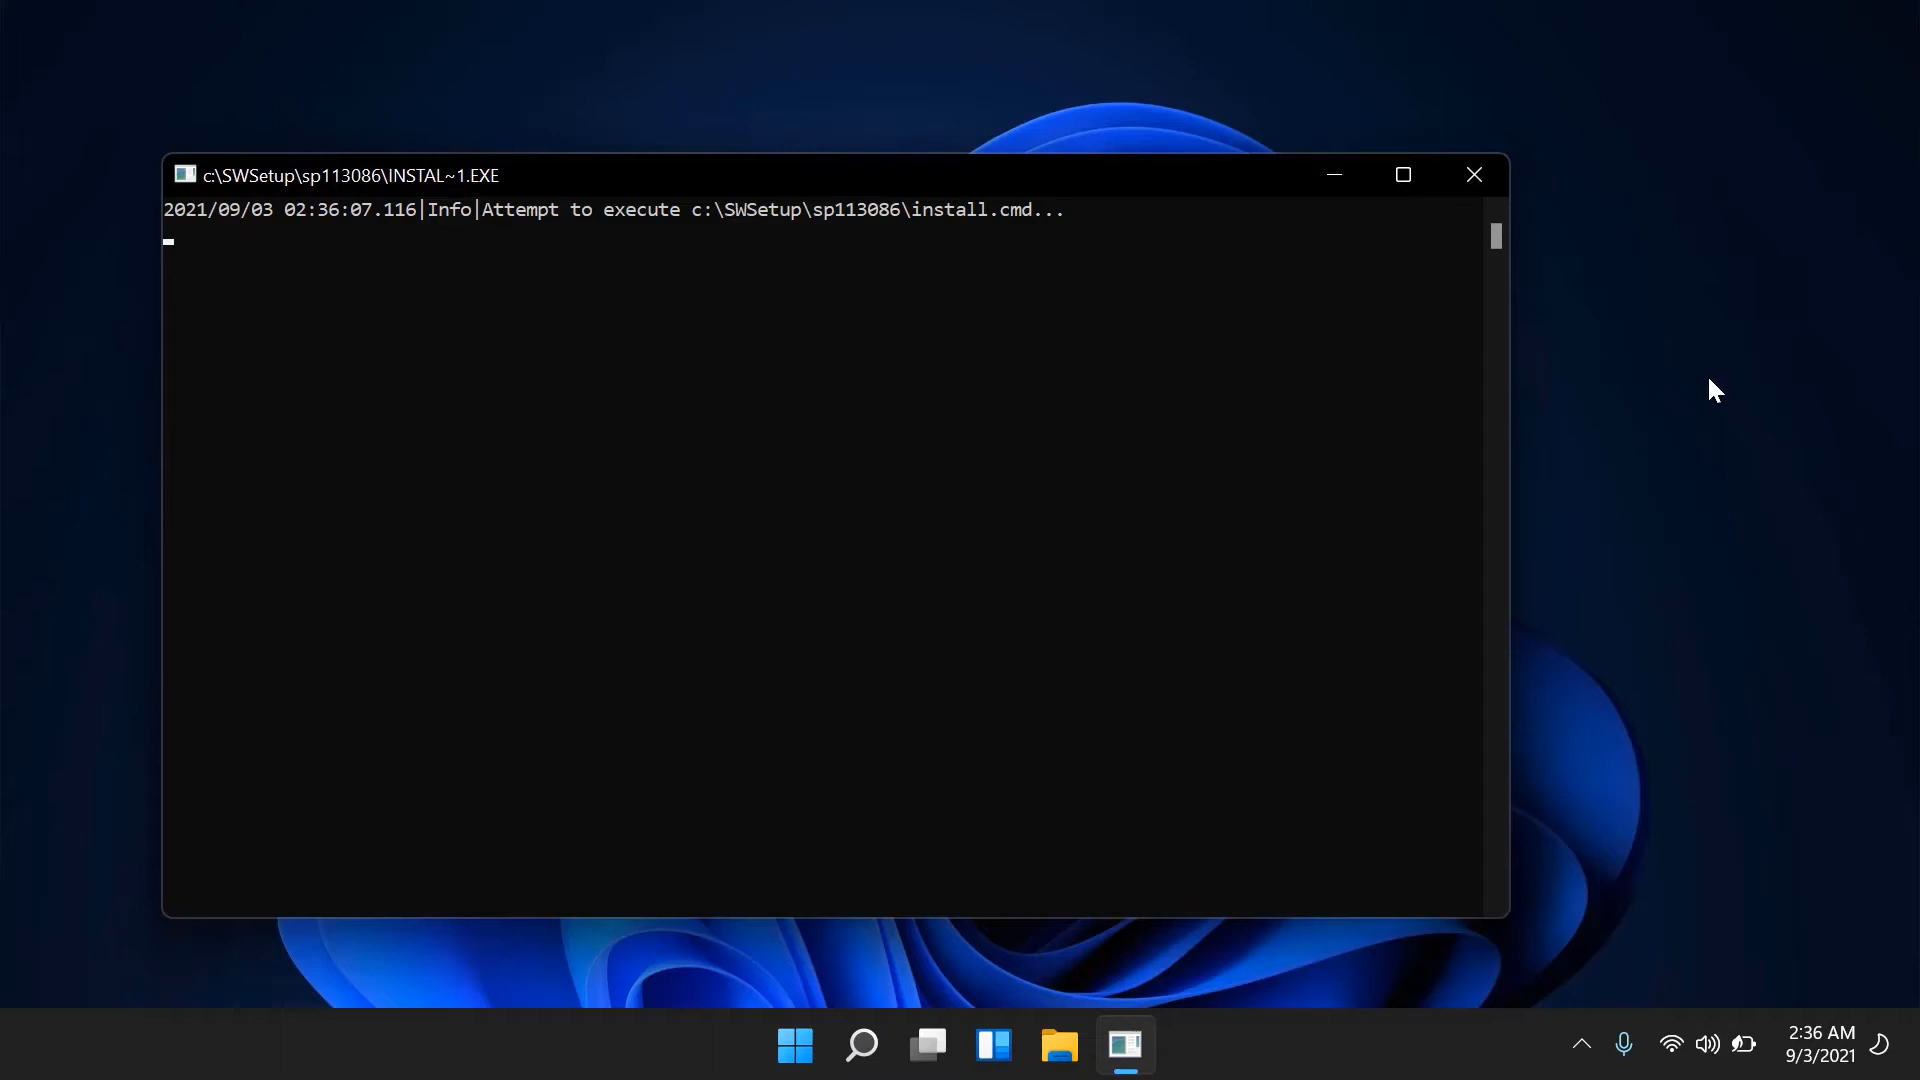 c:\SWSetup\sp113086\INSTAL~1.EXE
2021/09/03 02:36:07.116|Info|Attempt to execute c:\SWSetup\sp113086\install.cmd...
2:36 AM
9/3/2021